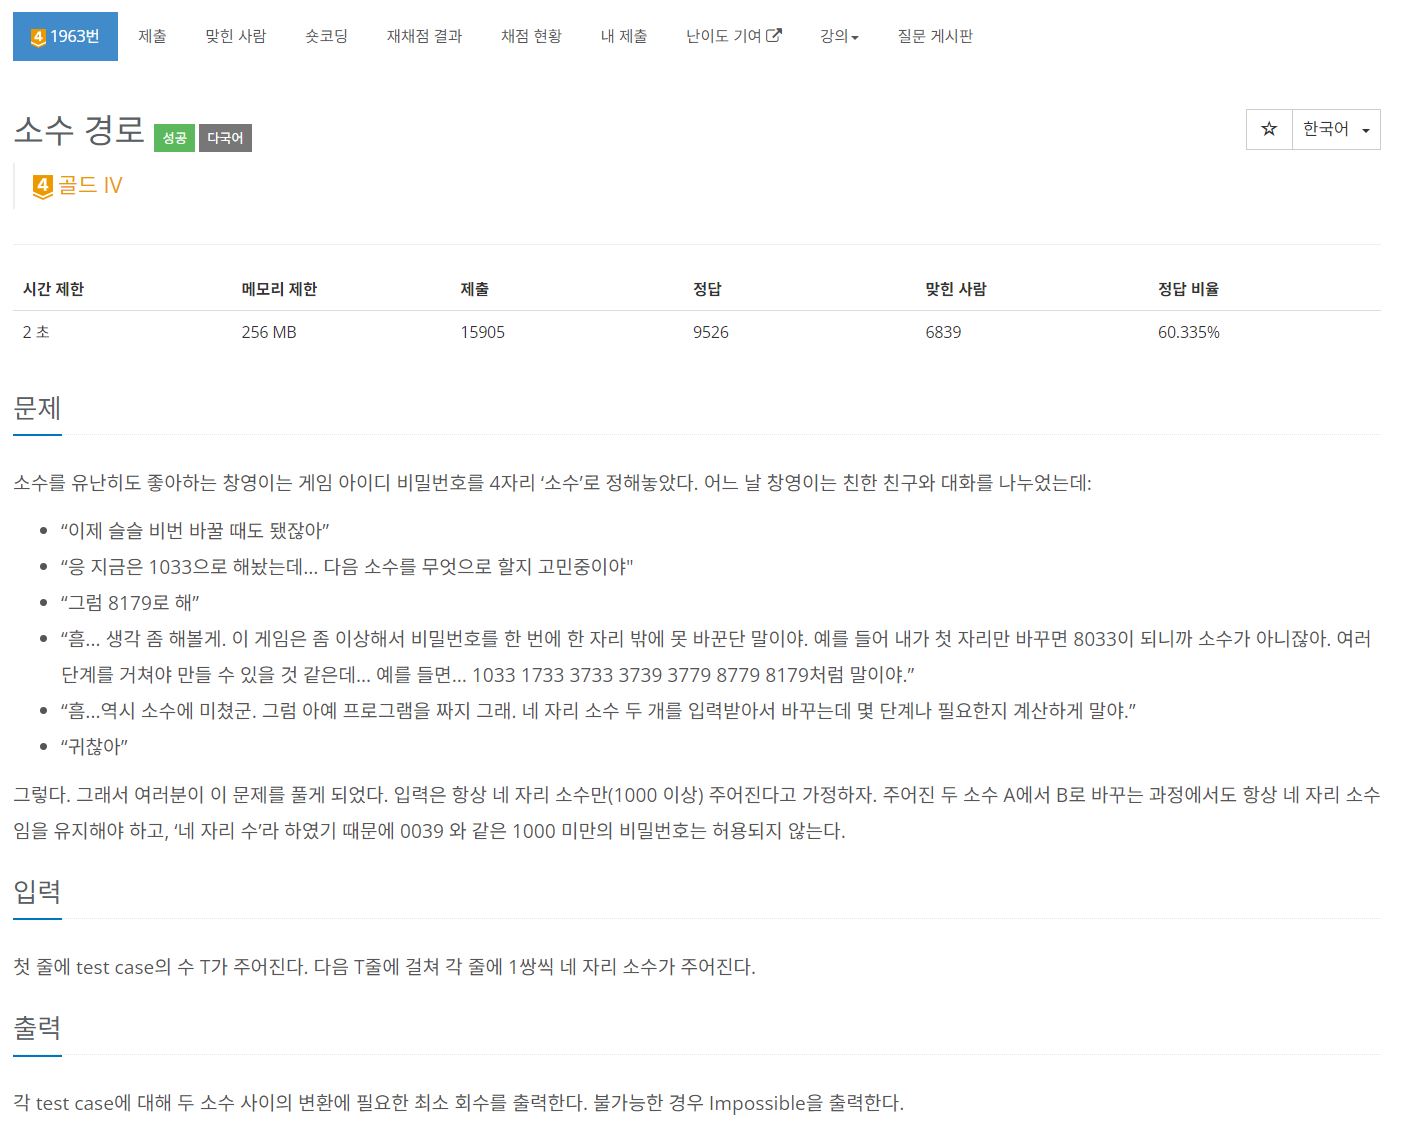 4 1963번 제출 맞힌 사람 숏코딩 재채점 결과 채점 현황 내 제출 난이도 기여 강의 질문 게시판
소수 경로 성공 다국어 한국어
4 골드 IV
시간 제한 메모리 제한 제출 정답 맞힌 사람 정답 비율
2 초 256 MB 15905 9526 6839 60.335%
문제
소수를 유난히도 좋아하는 창영이는 게임 아이디 비밀번호를 4자리 ‘소수’로 정해놓았다. 어느 날 창영이는 친한 친구와 대화를 나누었는데:
“이제 슬슬 비번 바꿀 때도 됐잖아”
“응 지금은 1033으로 해놨는데... 다음 소수를 무엇으로 할지 고민중이야"
“그럼 8179로 해”
“흠... 생각 좀 해볼게. 이 게임은 좀 이상해서 비밀번호를 한 번에 한 자리 밖에 못 바꾼단 말이야. 예를 들어 내가 첫 자리만 바꾸면 8033이 되니까 소수가 아니잖아. 여러
단계를 거쳐야 만들 수 있을 것 같은데... 예를 들면... 1033 1733 3733 3739 3779 8779 8179처럼 말이야.”
“흠...역시 소수에 미쳤군. 그럼 아예 프로그램을 짜지 그래. 네 자리 소수 두 개를 입력받아서 바꾸는데 몇 단계나 필요한지 계산하게 말야.”
“귀찮아”
그렇다. 그래서 여러분이 이 문제를 풀게 되었다. 입력은 항상 네 자리 소수만(1000 이상) 주어진다고 가정하자. 주어진 두 소수 A에서 B로 바꾸는 과정에서도 항상 네 자리 소수
임을 유지해야 하고, ‘네 자리 수’라 하였기 때문에 0039 와 같은 1000 미만의 비밀번호는 허용되지 않는다.
입력
첫 줄에 test case의 수 T가 주어진다. 다음 T줄에 걸쳐 각 줄에 1쌍씩 네 자리 소수가 주어진다.
출력
각 test case에 대해 두 소수 사이의 변환에 필요한 최소 회수를 출력한다. 불가능한 경우 Impossible을 출력한다.